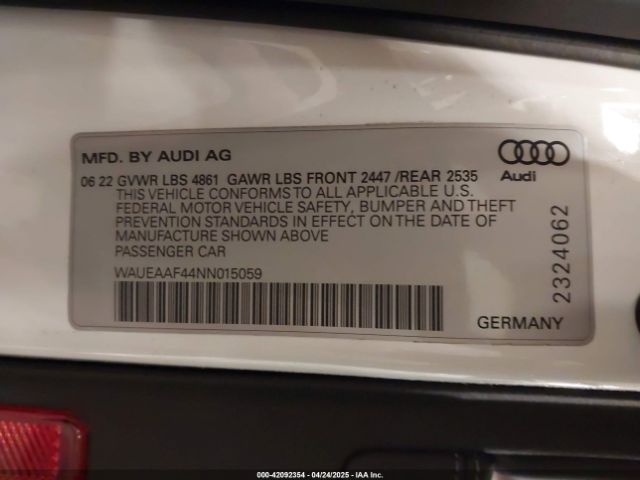 MFD. BY AUDI AG
Audi
06 22 GVWR LBS 4861 GAWR LBS FRONT 2447 /REAR 2535
THIS VEHICLE CONFORMS TO ALL APPLICABLE U.S.
FEDERAL MOTOR VEHICLE SAFETY, BUMPER AND THEFT
PREVENTION STANDARDS IN EFFECT ON THE DATE OF
MANUFACTURE SHOWN ABOVE
PASSENGER CAR
WAUEAAF44NN015059
2324062
GERMANY
000-42092354 - 04/24/2025 - IAA Inc.